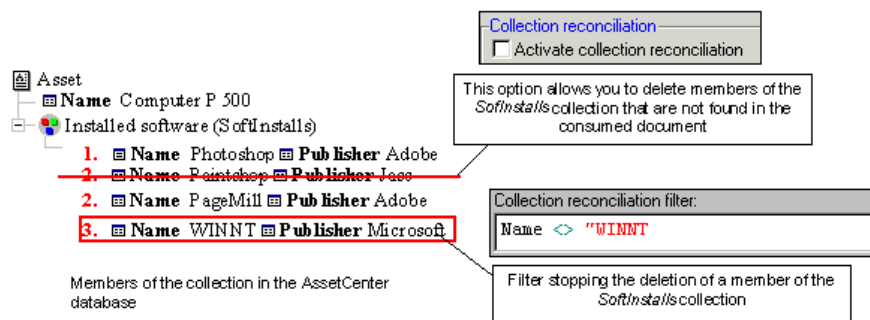 Collection reconciliation
Activate collection reconciliation
Asset
Name Computer P 500
Installed software (SoftInstalls)
This option allows you to delete members of the
SofInstalls collection that are not found in the
consumed document
1. Name Photoshop Publisher Adobe
2. Name Paintshop Publisher Jasc
2. Name PageMill Publisher Adobe
3. Name WINNT Publisher Microsoft
Collection reconciliation filter:
Name <> "WINNT
Members of the collection in the AssetCenter
database
Filter stopping the deletion of a member of the
SoftInstalls collection